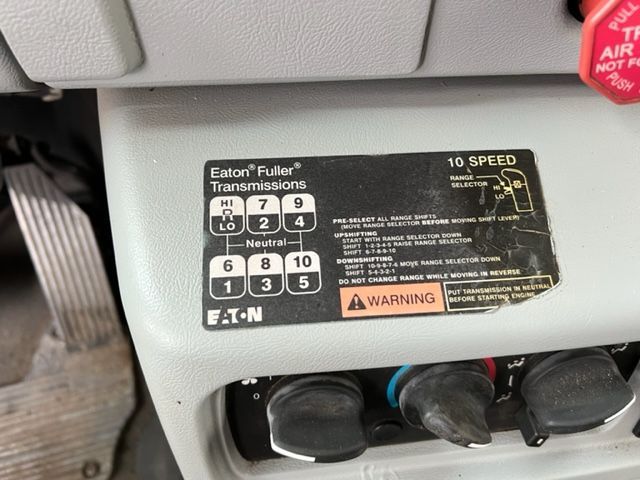 PULL
TR
AIR
NOT FO
PUSH
Eaton® Fuller®
Transmissions
10 SPEED
RANGE
SELECTOR
HI
LO
HI 7 9
R 2 4
LO
Neutral
6 8 10
1 3 5
PRE-SELECT ALL RANGE SHIFTS
(MOVE RANGE SELECTOR BEFORE MOVING SHIFT LEVER)
UPSHIFTING
START WITH RANGE SELECTOR DOWN
SHIFT 1-2-3-4-5 RAISE RANGE SELECTOR
SHIFT 6-7-8-9-10
DOWNSHIFTING
SHIFT 10-9-8-7-6 MOVE RANGE SELECTOR DOWN
SHIFT 5-4-3-2-1
DO NOT CHANGE RANGE WHILE MOVING IN REVERSE
WARNING
PUT TRANSMISSION IN NEUTRAL
BEFORE STARTING ENGINE
EATON
0